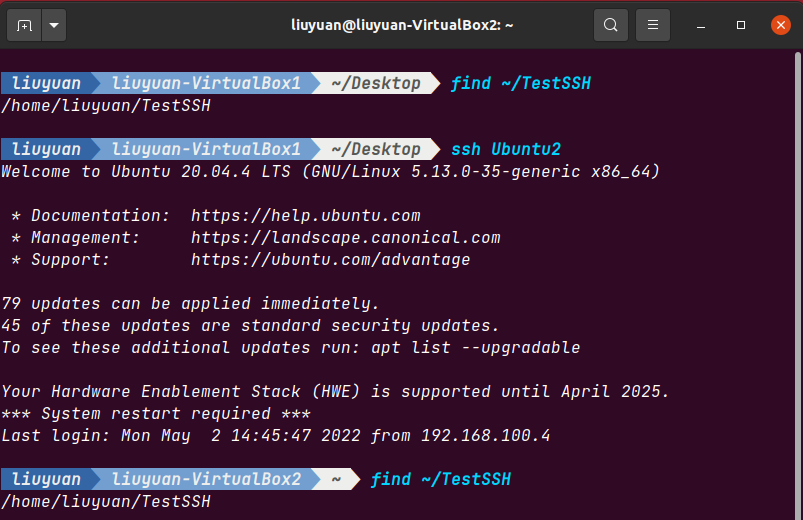 liuyuan@liuyuan-VirtualBox2: ~
liuyuan liuyuan-VirtualBox1 ~/Desktop find ~/TestSSH
/home/liuyuan/TestSSH
liuyuan liuyuan-VirtualBox1 ~/Desktop ssh Ubuntu2
Welcome to Ubuntu 20.04.4 LTS (GNU/Linux 5.13.0-35-generic x86_64)
* Documentation: https://help.ubuntu.com
* Management: https://landscape.canonical.com
* Support: https://ubuntu.com/advantage
79 updates can be applied immediately.
45 of these updates are standard security updates.
To see these additional updates run: apt list --upgradable
Your Hardware Enablement Stack (HWE) is supported until April 2025.
*** System restart required ***
Last login: Mon May  2 14:45:47 2022 from 192.168.100.4
liuyuan liuyuan-VirtualBox2 ~ find ~/TestSSH
/home/liuyuan/TestSSH